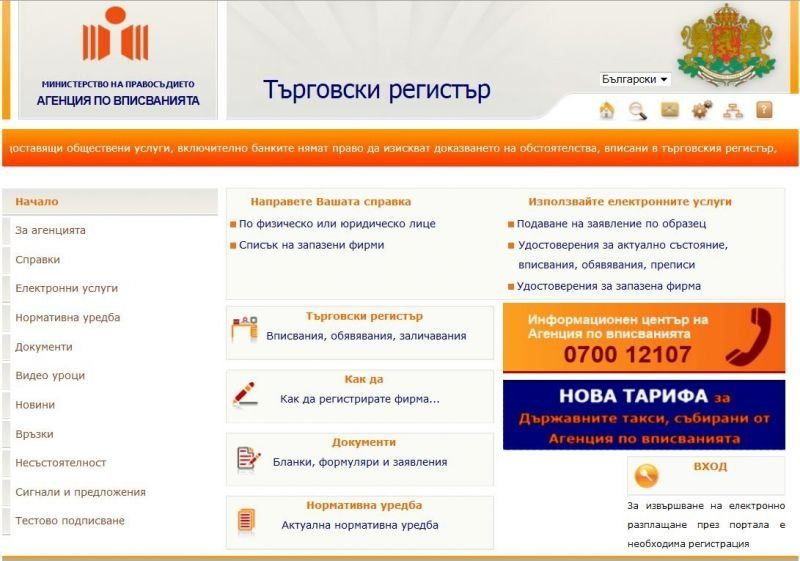 МИНИСТЕРСТВО НА ПРАВОСЪДИЕТО
АГЕНЦИЯ ПО ВПИСВАНИЯТА
Търговски регистър
Български
?
доставящи обществени услуги, включително банките нямат право да изискват доказването на обстоятелства, вписани в търговския регистър,
Начало
За агенцията
Справки
Електронни услуги
Нормативна уредба
Документи
Видео уроци
Новини
Връзки
Несъстоятелност
Сигнали и предложения
Тестово подписване
Направете Вашата справка
По физическо или юридическо лице
Списък на запазени фирми
Използвайте електронните услуги
Подаване на заявление по образец
Удостоверения за актуално състояние,
вписвания, обявявания, преписи
Удостоверения за запазена фирма
Търговски регистър
Вписвания, обявявания, заличавания
Как да
Как да регистрирате фирма...
Документи
Бланки, формуляри и заявления
Нормативна уредба
Актуална нормативна уредба
Информационен център на
Агенция по вписванията
0700 12107
НОВА ТАРИФА за
Държавните такси, събирани от
Агенция по вписванията
ВХОД
За извършване на електронно
разплащане през портала е
необходима регистрация